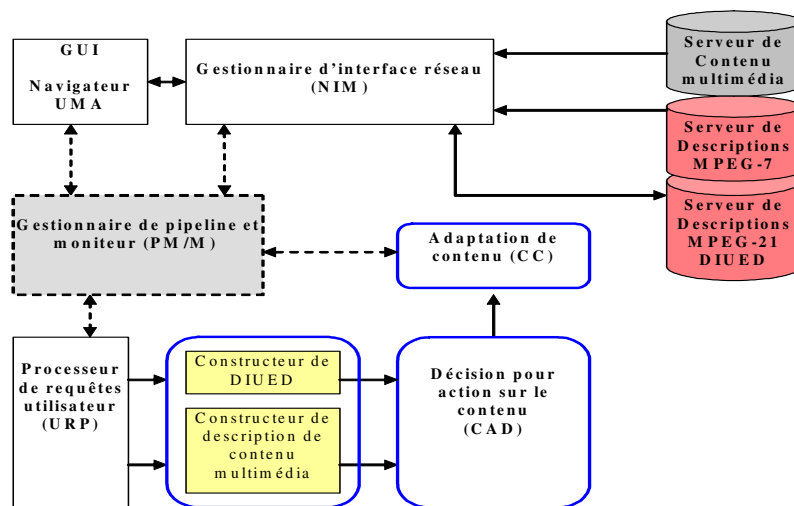 GUI
Navigateur
UMA
Gestionnaire d'interface réseau
(NIM)
Serveur de
Contenu
multimédia
Serveur de
Descriptions
MPEG-7
Serveur de
Descriptions
MPEG-21
DIUED
Gestionnaire de pipeline et
moniteur (PM/M)
Adaptation de
contenu (CC)
Processeur
de requêtes
utilisateur
(URP)
Constructeur de
DIUED
Constructeur de
description de
contenu
multimédia
Décision pour
action sur le
contenu
(CAD)